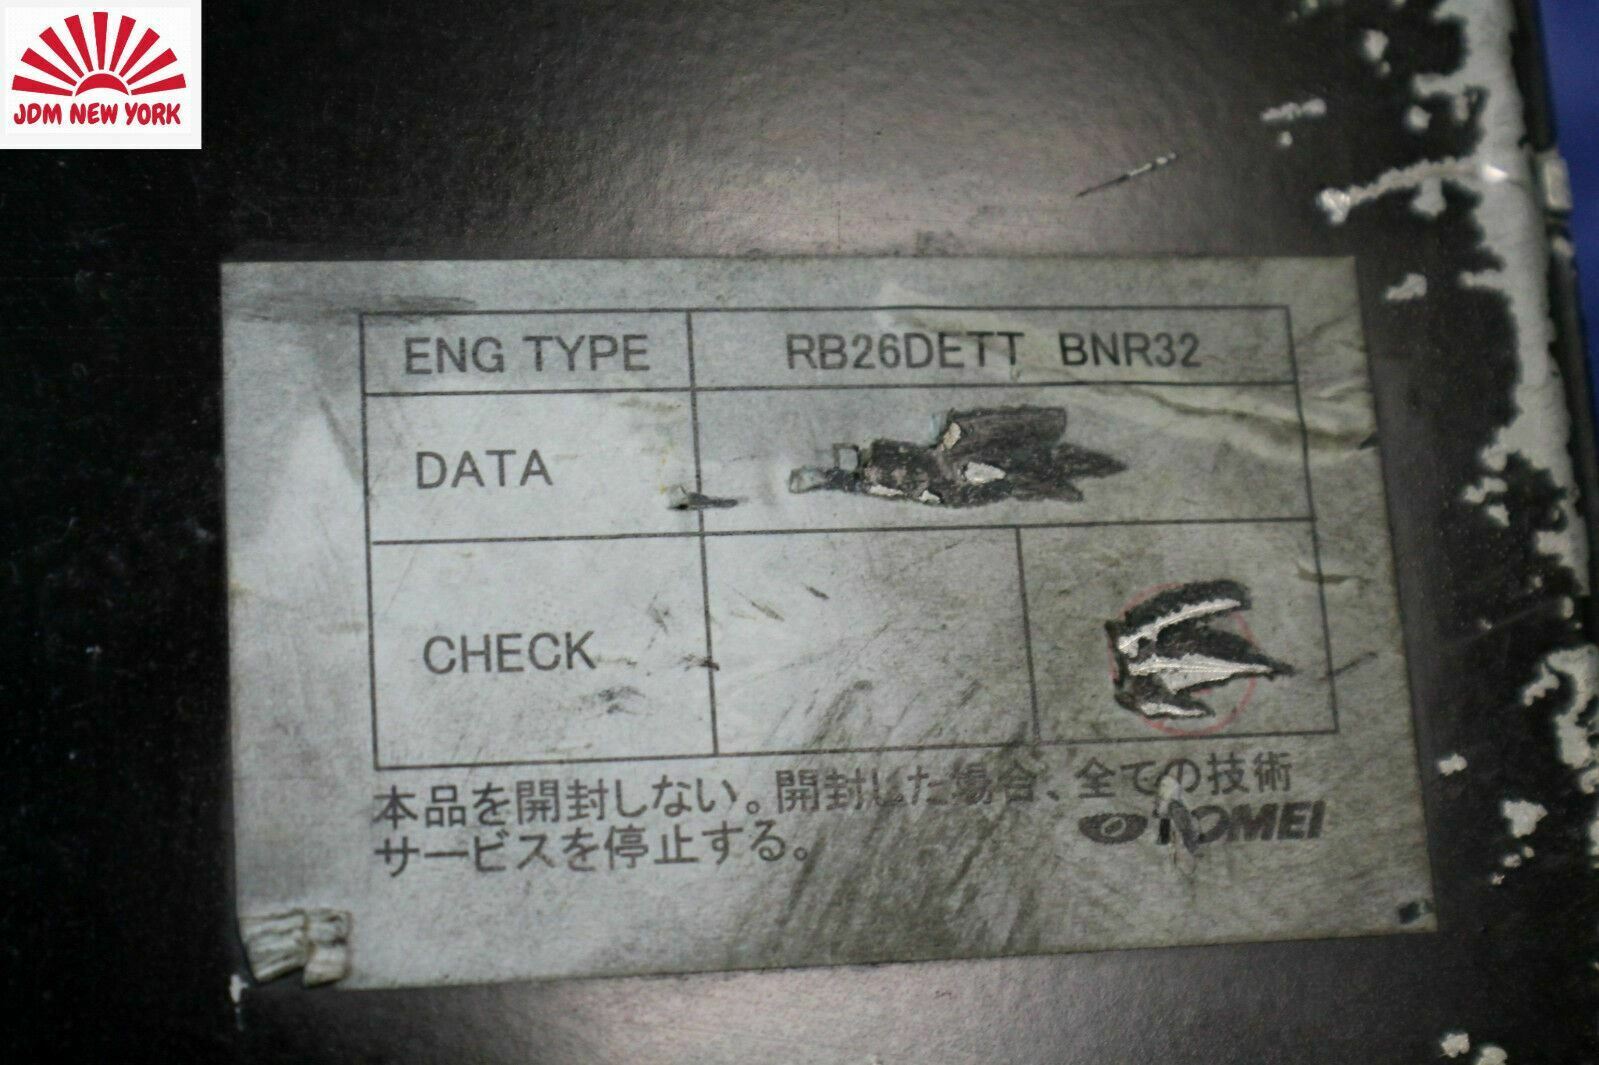 JDM NEW YORK
ENG TYPE RB26DETT BNR32
DATA
CHECK
本品を開封しない。開封した場合、全ての技術
サービスを停止する。
TOMEI